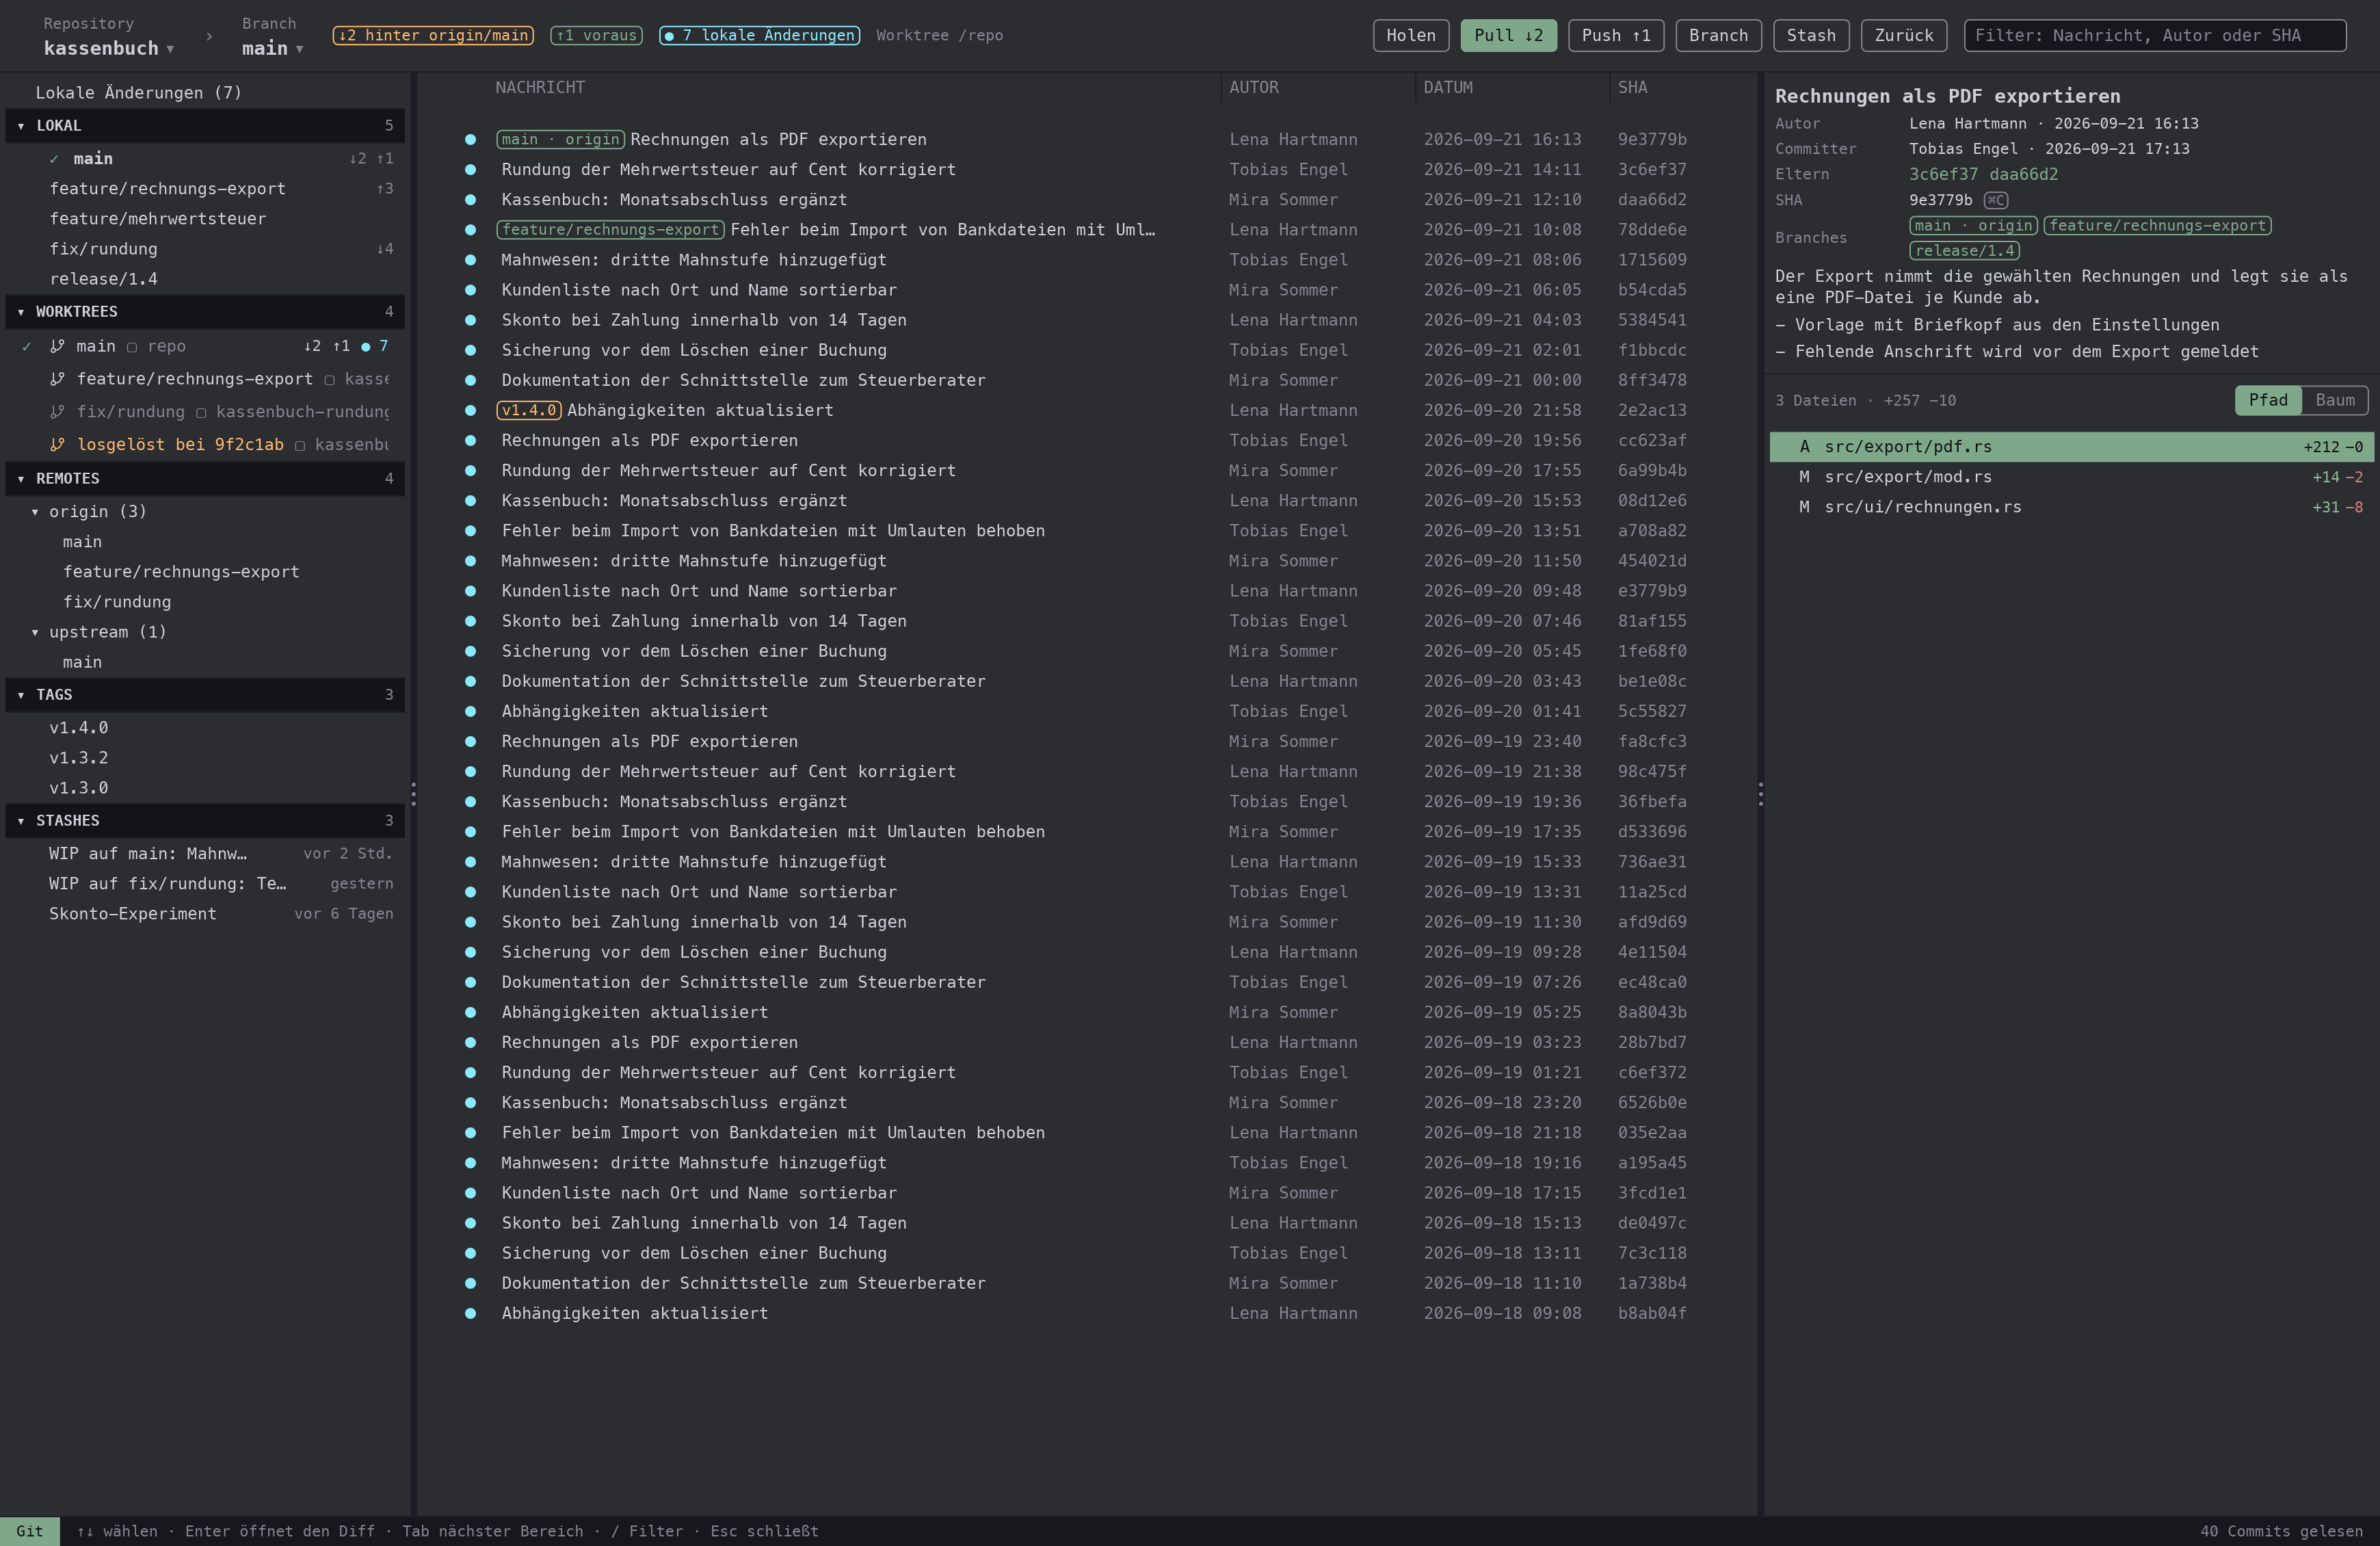 Repository
kassenbuch ▾
›
Branch
main ▾
↓2 hinter origin/main
↑1 voraus
● 7 lokale Änderungen
Worktree /repo
Holen
Pull ↓2
Push ↑1
Branch
Stash
Zurück
Filter: Nachricht, Autor oder SHA
Lokale Änderungen (7)
▾ LOKAL 5
✓ main ↓2 ↑1
feature/rechnungs-export ↑3
feature/mehrwertsteuer
fix/rundung ↓4
release/1.4
▾ WORKTREES 4
✓ main ▢ repo ↓2 ↑1 ● 7
feature/rechnungs-export ▢ kasse
fix/rundung ▢ kassenbuch-rundung
losgelöst bei 9f2c1ab ▢ kassenbu
▾ REMOTES 4
▾ origin (3)
main
feature/rechnungs-export
fix/rundung
▾ upstream (1)
main
▾ TAGS 3
v1.4.0
v1.3.2
v1.3.0
▾ STASHES 3
WIP auf main: Mahnw… vor 2 Std.
WIP auf fix/rundung: Te… gestern
Skonto-Experiment vor 6 Tagen
NACHRICHT AUTOR DATUM SHA
main · origin Rechnungen als PDF exportieren Lena Hartmann 2026-09-21 16:13 9e3779b
Rundung der Mehrwertsteuer auf Cent korrigiert Tobias Engel 2026-09-21 14:11 3c6ef37
Kassenbuch: Monatsabschluss ergänzt Mira Sommer 2026-09-21 12:10 daa66d2
feature/rechnungs-export Fehler beim Import von Bankdateien mit Uml… Lena Hartmann 2026-09-21 10:08 78dde6e
Mahnwesen: dritte Mahnstufe hinzugefügt Tobias Engel 2026-09-21 08:06 1715609
Kundenliste nach Ort und Name sortierbar Mira Sommer 2026-09-21 06:05 b54cda5
Skonto bei Zahlung innerhalb von 14 Tagen Lena Hartmann 2026-09-21 04:03 5384541
Sicherung vor dem Löschen einer Buchung Tobias Engel 2026-09-21 02:01 f1bbcdc
Dokumentation der Schnittstelle zum Steuerberater Mira Sommer 2026-09-21 00:00 8ff3478
v1.4.0 Abhängigkeiten aktualisiert Lena Hartmann 2026-09-20 21:58 2e2ac13
Rechnungen als PDF exportieren Tobias Engel 2026-09-20 19:56 cc623af
Rundung der Mehrwertsteuer auf Cent korrigiert Mira Sommer 2026-09-20 17:55 6a99b4b
Kassenbuch: Monatsabschluss ergänzt Lena Hartmann 2026-09-20 15:53 08d12e6
Fehler beim Import von Bankdateien mit Umlauten behoben Tobias Engel 2026-09-20 13:51 a708a82
Mahnwesen: dritte Mahnstufe hinzugefügt Mira Sommer 2026-09-20 11:50 454021d
Kundenliste nach Ort und Name sortierbar Lena Hartmann 2026-09-20 09:48 e3779b9
Skonto bei Zahlung innerhalb von 14 Tagen Tobias Engel 2026-09-20 07:46 81af155
Sicherung vor dem Löschen einer Buchung Mira Sommer 2026-09-20 05:45 1fe68f0
Dokumentation der Schnittstelle zum Steuerberater Lena Hartmann 2026-09-20 03:43 be1e08c
Abhängigkeiten aktualisiert Tobias Engel 2026-09-20 01:41 5c55827
Rechnungen als PDF exportieren Mira Sommer 2026-09-19 23:40 fa8cfc3
Rundung der Mehrwertsteuer auf Cent korrigiert Lena Hartmann 2026-09-19 21:38 98c475f
Kassenbuch: Monatsabschluss ergänzt Tobias Engel 2026-09-19 19:36 36fbefa
Fehler beim Import von Bankdateien mit Umlauten behoben Mira Sommer 2026-09-19 17:35 d533696
Mahnwesen: dritte Mahnstufe hinzugefügt Lena Hartmann 2026-09-19 15:33 736ae31
Kundenliste nach Ort und Name sortierbar Tobias Engel 2026-09-19 13:31 11a25cd
Skonto bei Zahlung innerhalb von 14 Tagen Mira Sommer 2026-09-19 11:30 afd9d69
Sicherung vor dem Löschen einer Buchung Lena Hartmann 2026-09-19 09:28 4e11504
Dokumentation der Schnittstelle zum Steuerberater Tobias Engel 2026-09-19 07:26 ec48ca0
Abhängigkeiten aktualisiert Mira Sommer 2026-09-19 05:25 8a8043b
Rechnungen als PDF exportieren Lena Hartmann 2026-09-19 03:23 28b7bd7
Rundung der Mehrwertsteuer auf Cent korrigiert Tobias Engel 2026-09-19 01:21 c6ef372
Kassenbuch: Monatsabschluss ergänzt Mira Sommer 2026-09-18 23:20 6526b0e
Fehler beim Import von Bankdateien mit Umlauten behoben Lena Hartmann 2026-09-18 21:18 035e2aa
Mahnwesen: dritte Mahnstufe hinzugefügt Tobias Engel 2026-09-18 19:16 a195a45
Kundenliste nach Ort und Name sortierbar Mira Sommer 2026-09-18 17:15 3fcd1e1
Skonto bei Zahlung innerhalb von 14 Tagen Lena Hartmann 2026-09-18 15:13 de0497c
Sicherung vor dem Löschen einer Buchung Tobias Engel 2026-09-18 13:11 7c3c118
Dokumentation der Schnittstelle zum Steuerberater Mira Sommer 2026-09-18 11:10 1a738b4
Abhängigkeiten aktualisiert Lena Hartmann 2026-09-18 09:08 b8ab04f
Rechnungen als PDF exportieren
Autor Lena Hartmann · 2026-09-21 16:13
Committer Tobias Engel · 2026-09-21 17:13
Eltern 3c6ef37 daa66d2
SHA 9e3779b ⌘C
Branches main · origin feature/rechnungs-export
release/1.4
Der Export nimmt die gewählten Rechnungen und legt sie als
eine PDF-Datei je Kunde ab.
- Vorlage mit Briefkopf aus den Einstellungen
- Fehlende Anschrift wird vor dem Export gemeldet
3 Dateien · +257 −10
Pfad Baum
A src/export/pdf.rs +212 −0
M src/export/mod.rs +14 −2
M src/ui/rechnungen.rs +31 −8
Git ↑↓ wählen · Enter öffnet den Diff · Tab nächster Bereich · / Filter · Esc schließt
40 Commits gelesen